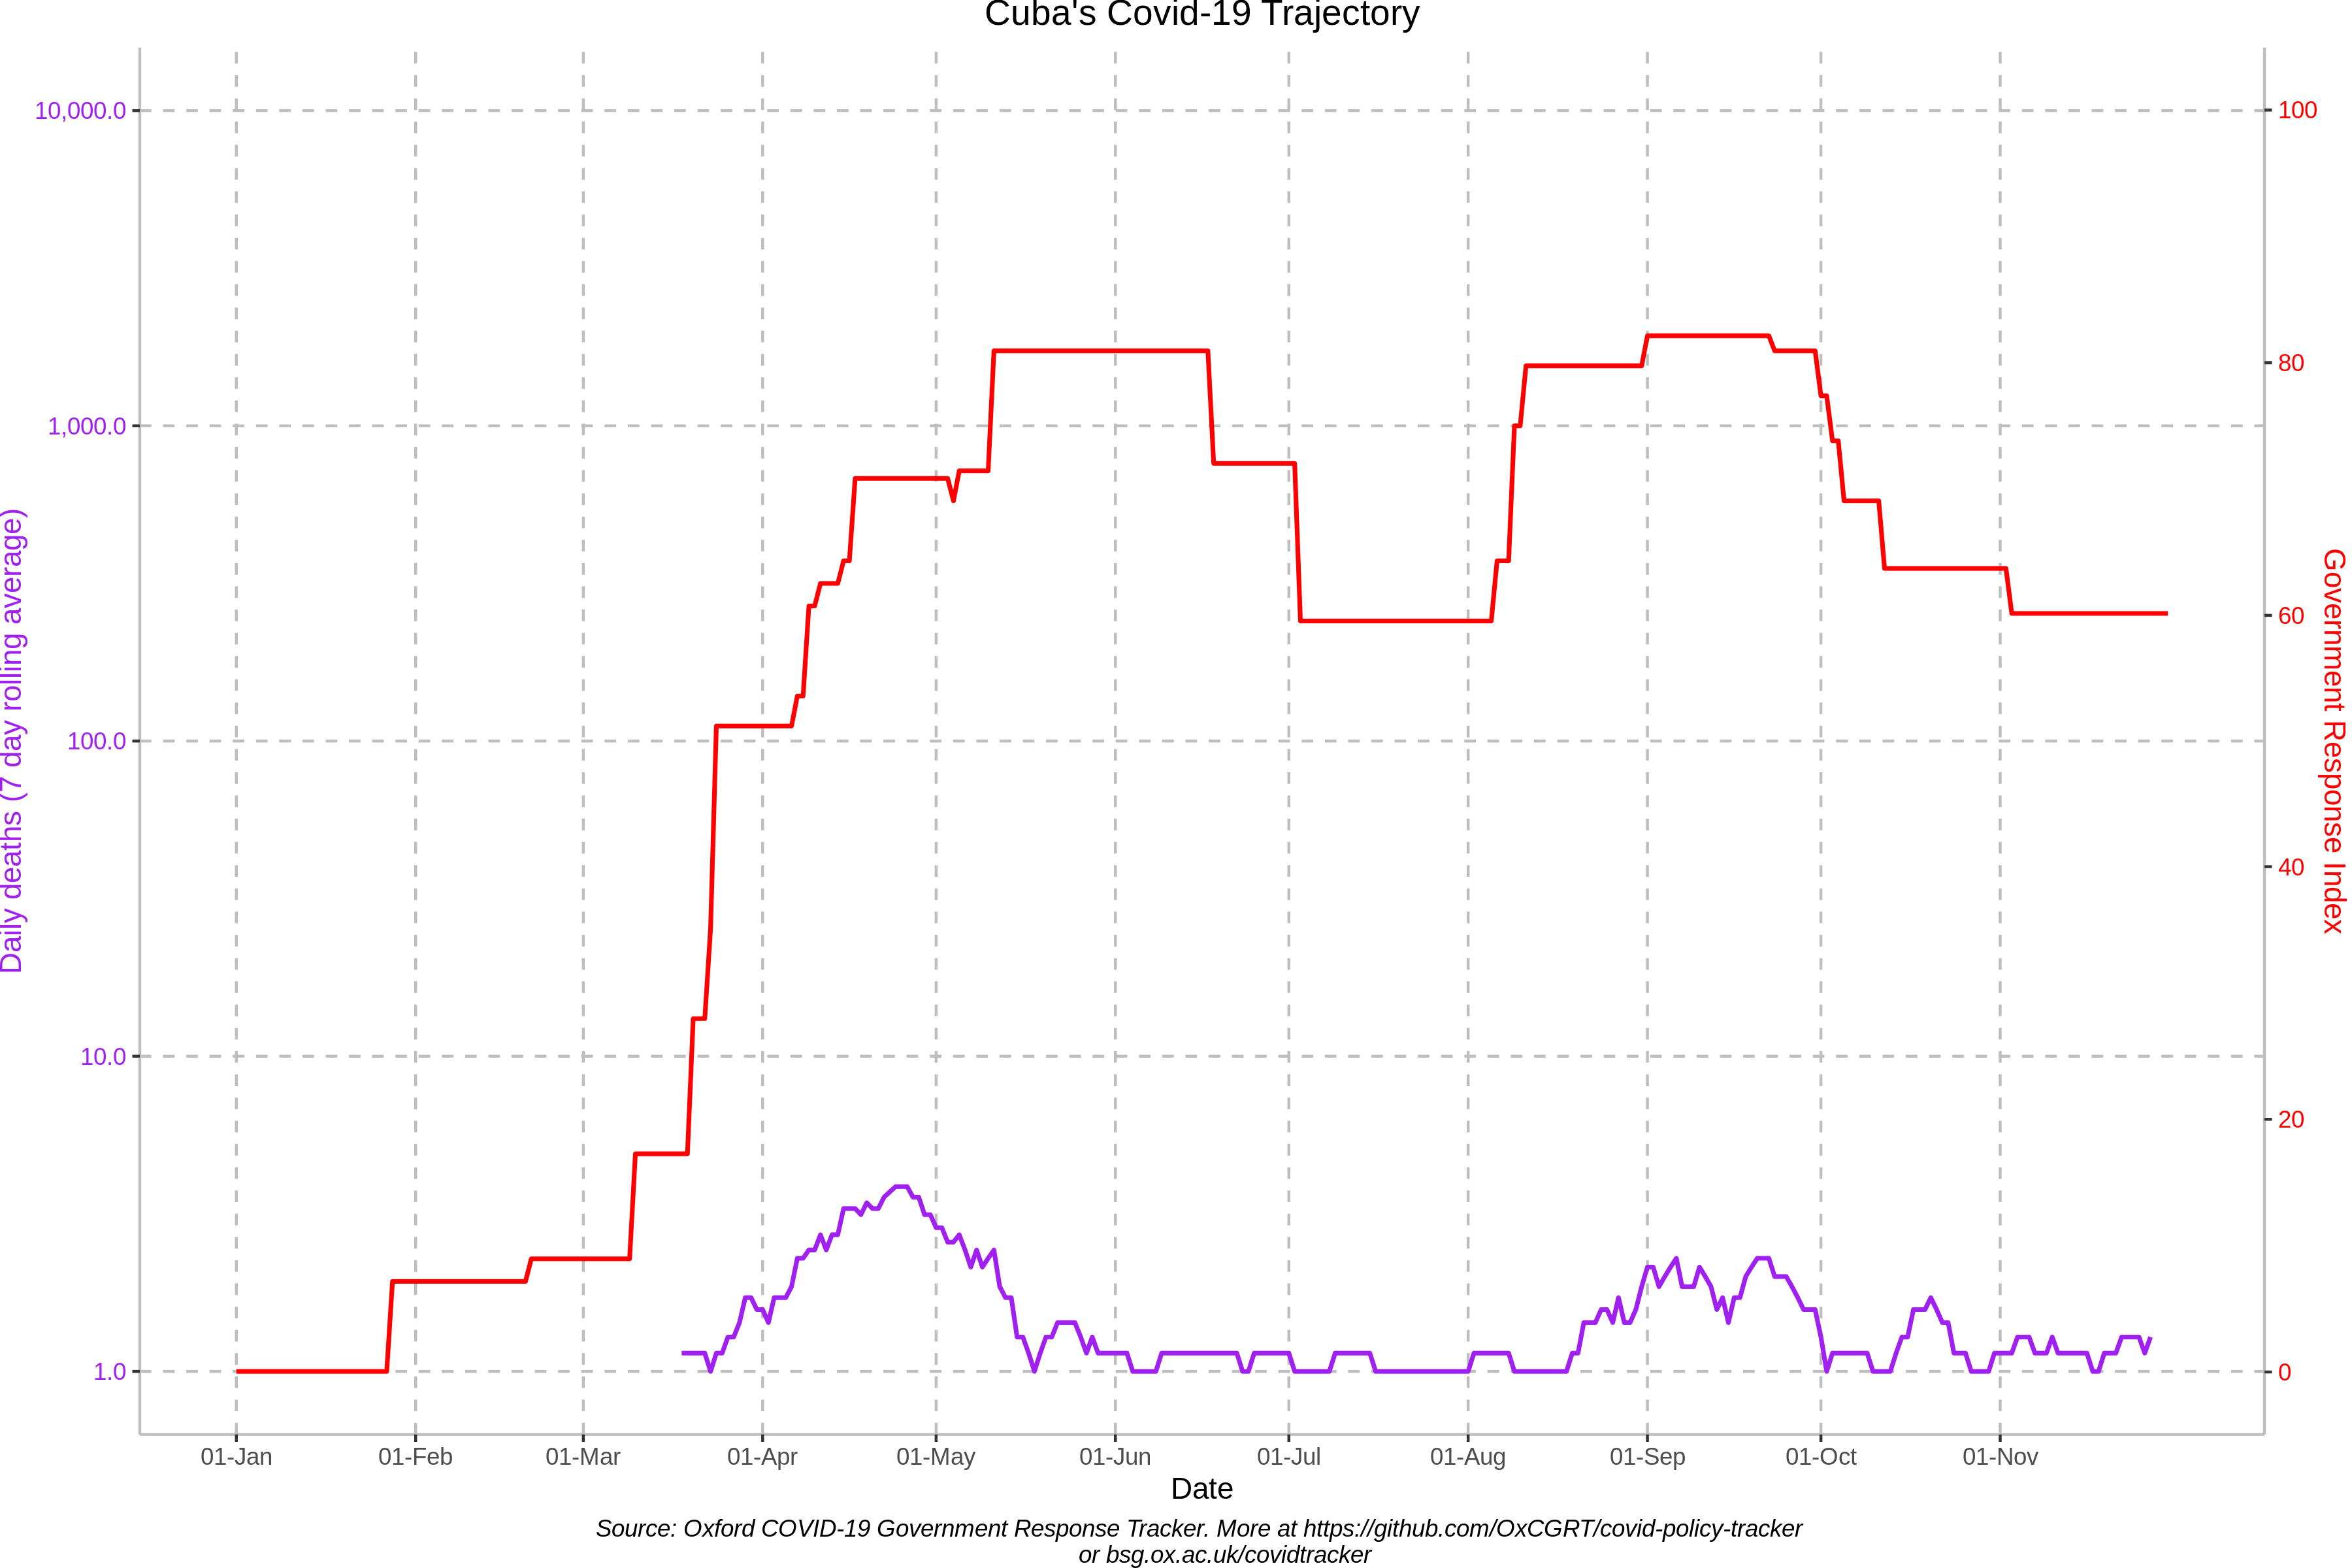 Cuba's Covid-19 Trajectory
10,000.0
1,000.0
100.0
10.0
1.0
Daily deaths (7 day rolling average)
100
80
60
40
20
0
Government Response Index
01-Jan 01-Feb 01-Mar 01-Apr 01-May 01-Jun 01-Jul 01-Aug 01-Sep 01-Oct 01-Nov
Date
Source: Oxford COVID-19 Government Response Tracker. More at https://github.com/OxCGRT/covid-policy-tracker
or bsg.ox.ac.uk/covidtracker